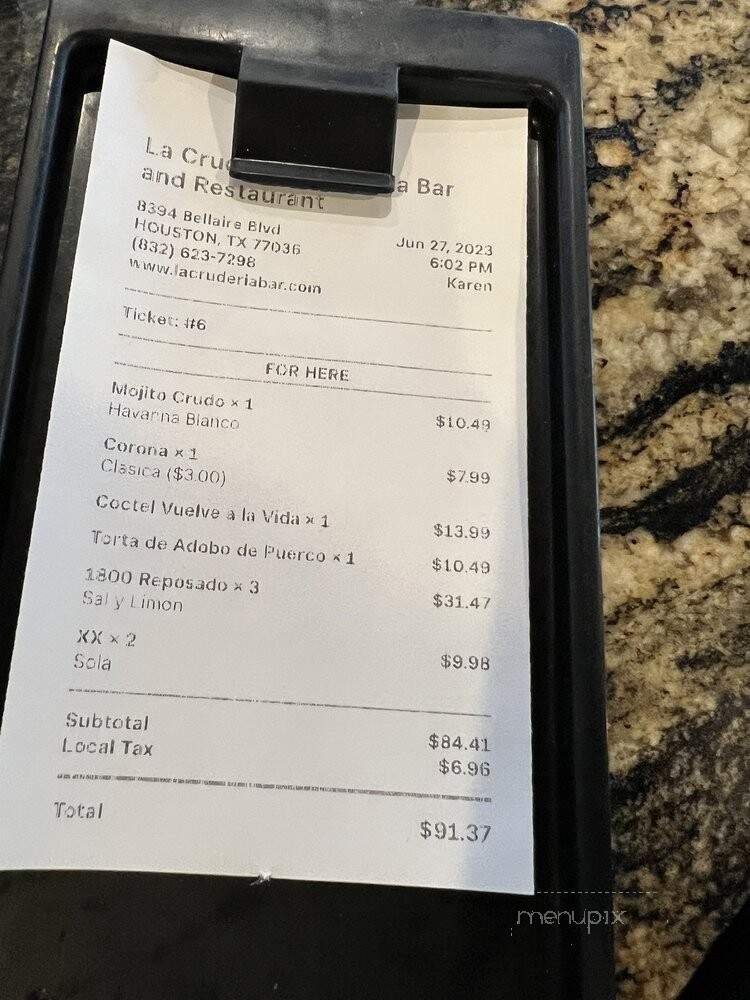 La Cru
a Bar
and Restaurant
8394 Bellaire Blvd
HOUSTON, TX 77036
(832) 623-7298
www.lacruderiabar.com
Jun 27, 2023
6:02 PM
Karen
Ticket: #6
FOR HERE
Mojito Crudo × 1 $10.49
Havanna Blanco
Corona × 1 $7.99
Clasica ($3.00)
Coctel Vuelve a la Vida × 1 $13.99
Torta de Adobo de Puerco × 1 $10.49
1800 Reposado × 3 $31.47
Sal y Limon
XX × 2 $9.98
Sola
Subtotal $84.41
Local Tax $6.96
Total $91.37
menupix